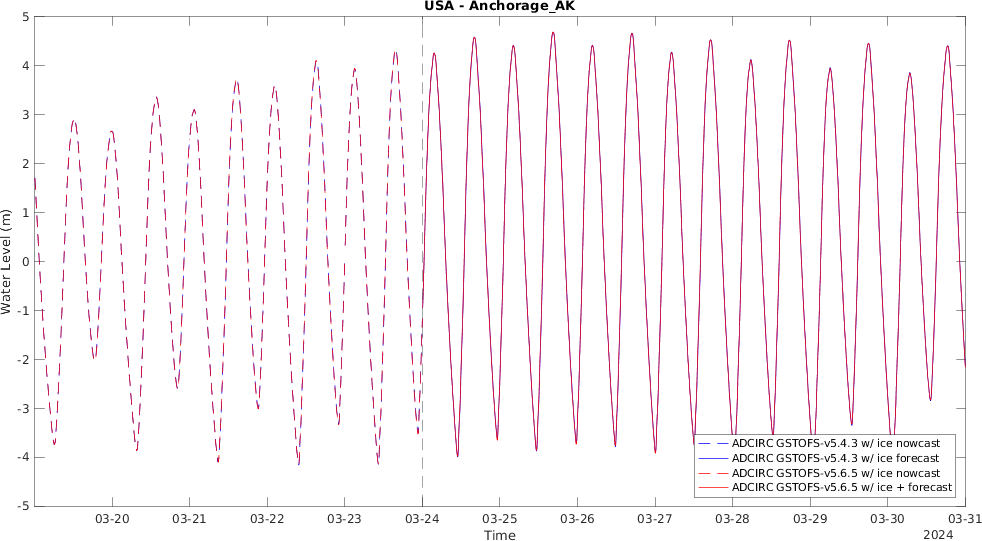 USA - Anchorage_AK
5
4
3
2
1
0
-1
-2
-3
-4
-5
Water Level (m)
ADCIRC GSTOFS-v5.4.3 w/ ice nowcast
ADCIRC GSTOFS-v5.4.3 w/ ice forecast
ADCIRC GSTOFS-v5.6.5 w/ ice nowcast
ADCIRC GSTOFS-v5.6.5 w/ ice + forecast
03-20 03-21 03-22 03-23 03-24 03-25 03-26 03-27 03-28 03-29 03-30 03-31
Time
2024